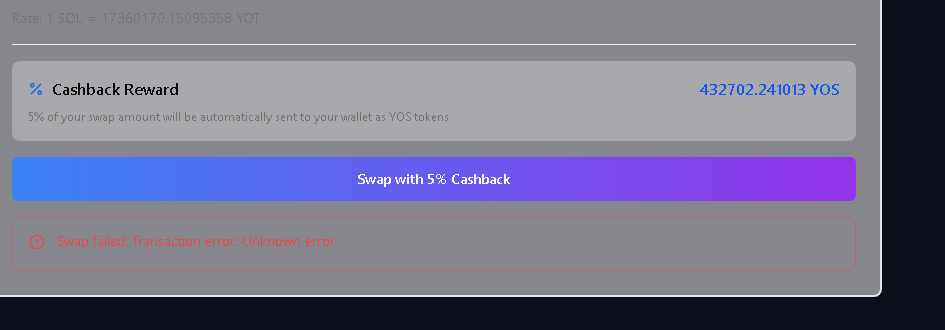 Rate: 1 SOL = 17360170.15095358 YOT
% Cashback Reward
432702.241013 YOS
5% of your swap amount will be automatically sent to your wallet as YOS tokens
Swap with 5% Cashback
Swap failed: Transaction error: Unknown error